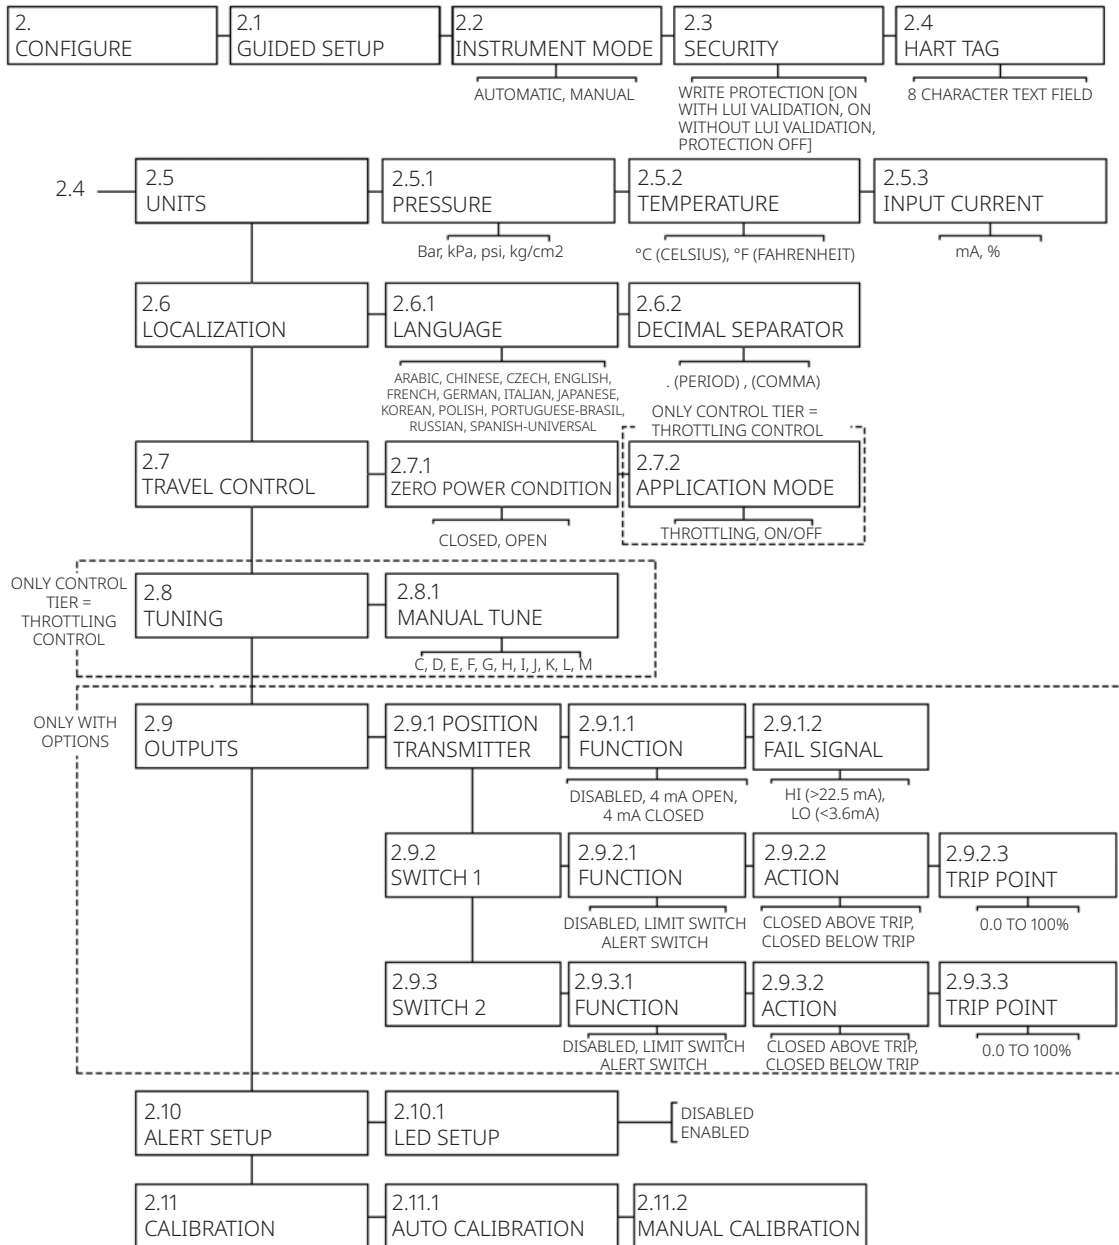 2.
CONFIGURE
2.1
GUIDED SETUP
2.2
INSTRUMENT MODE
AUTOMATIC, MANUAL
2.3
SECURITY
WRITE PROTECTION [ON
WITH LUI VALIDATION, ON
WITHOUT LUI VALIDATION,
PROTECTION OFF]
2.4
HART TAG
8 CHARACTER TEXT FIELD
2.4
2.5
UNITS
2.5.1
PRESSURE
Bar, kPa, psi, kg/cm2
2.5.2
TEMPERATURE
°C (CELSIUS), °F (FAHRENHEIT)
2.5.3
INPUT CURRENT
mA, %
2.6
LOCALIZATION
2.6.1
LANGUAGE
ARABIC, CHINESE, CZECH, ENGLISH,
FRENCH, GERMAN, ITALIAN, JAPANESE,
KOREAN, POLISH, PORTUGUESE-BRASIL,
RUSSIAN, SPANISH-UNIVERSAL
2.6.2
DECIMAL SEPARATOR
. (PERIOD) , (COMMA)
2.7
TRAVEL CONTROL
2.7.1
ZERO POWER CONDITION
CLOSED, OPEN
ONLY CONTROL TIER =
THROTTLING CONTROL
2.7.2
APPLICATION MODE
THROTTLING, ON/OFF
ONLY CONTROL
TIER =
THROTTLING
CONTROL
2.8
TUNING
2.8.1
MANUAL TUNE
C, D, E, F, G, H, I, J, K, L, M
ONLY WITH
OPTIONS
2.9
OUTPUTS
2.9.1 POSITION
TRANSMITTER
2.9.1.1
FUNCTION
DISABLED, 4 mA OPEN,
4 mA CLOSED
2.9.1.2
FAIL SIGNAL
HI (>22.5 mA),
LO (<3.6mA)
2.9.2
SWITCH 1
2.9.2.1
FUNCTION
DISABLED, LIMIT SWITCH
ALERT SWITCH
2.9.2.2
ACTION
CLOSED ABOVE TRIP,
CLOSED BELOW TRIP
2.9.2.3
TRIP POINT
0.0 TO 100%
2.9.3
SWITCH 2
2.9.3.1
FUNCTION
DISABLED, LIMIT SWITCH
ALERT SWITCH
2.9.3.2
ACTION
CLOSED ABOVE TRIP,
CLOSED BELOW TRIP
2.9.3.3
TRIP POINT
0.0 TO 100%
2.10
ALERT SETUP
2.10.1
LED SETUP
DISABLED
ENABLED
2.11
CALIBRATION
2.11.1
AUTO CALIBRATION
2.11.2
MANUAL CALIBRATION